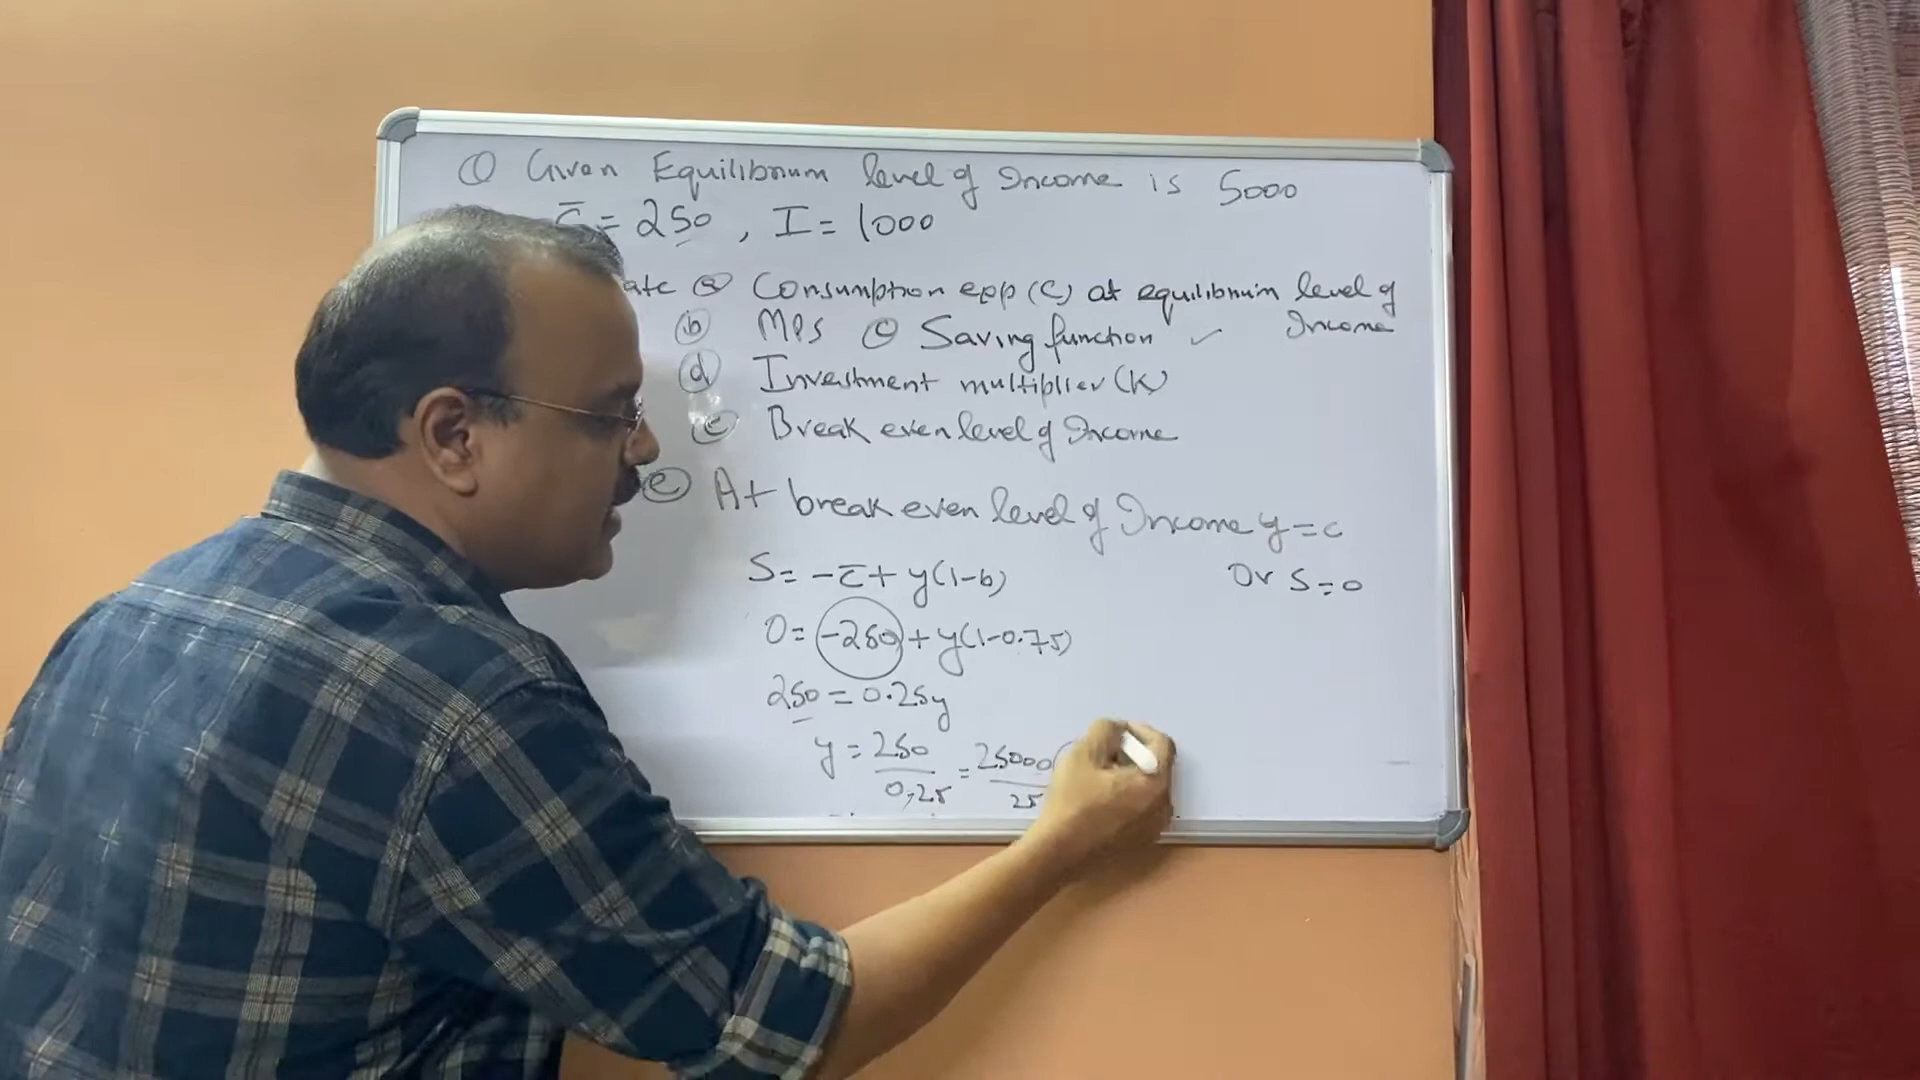 ① Given Equilibrium level of Income is 5000
c̄ = 250 , I = 1000
ate ⓐ Consumption exp (C) at equilibrium level of Income
ⓑ MPS ⓒ Saving function ✓
ⓓ Investment multiplier (K)
ⓔ Break even level of Income
ⓔ At break even level of Income y = c
Or S = 0
S = -c̄ + y(1-b)
0 = -250 + y(1-0.75)
250 = 0.25y
y = 250/0.25 = 25000/25